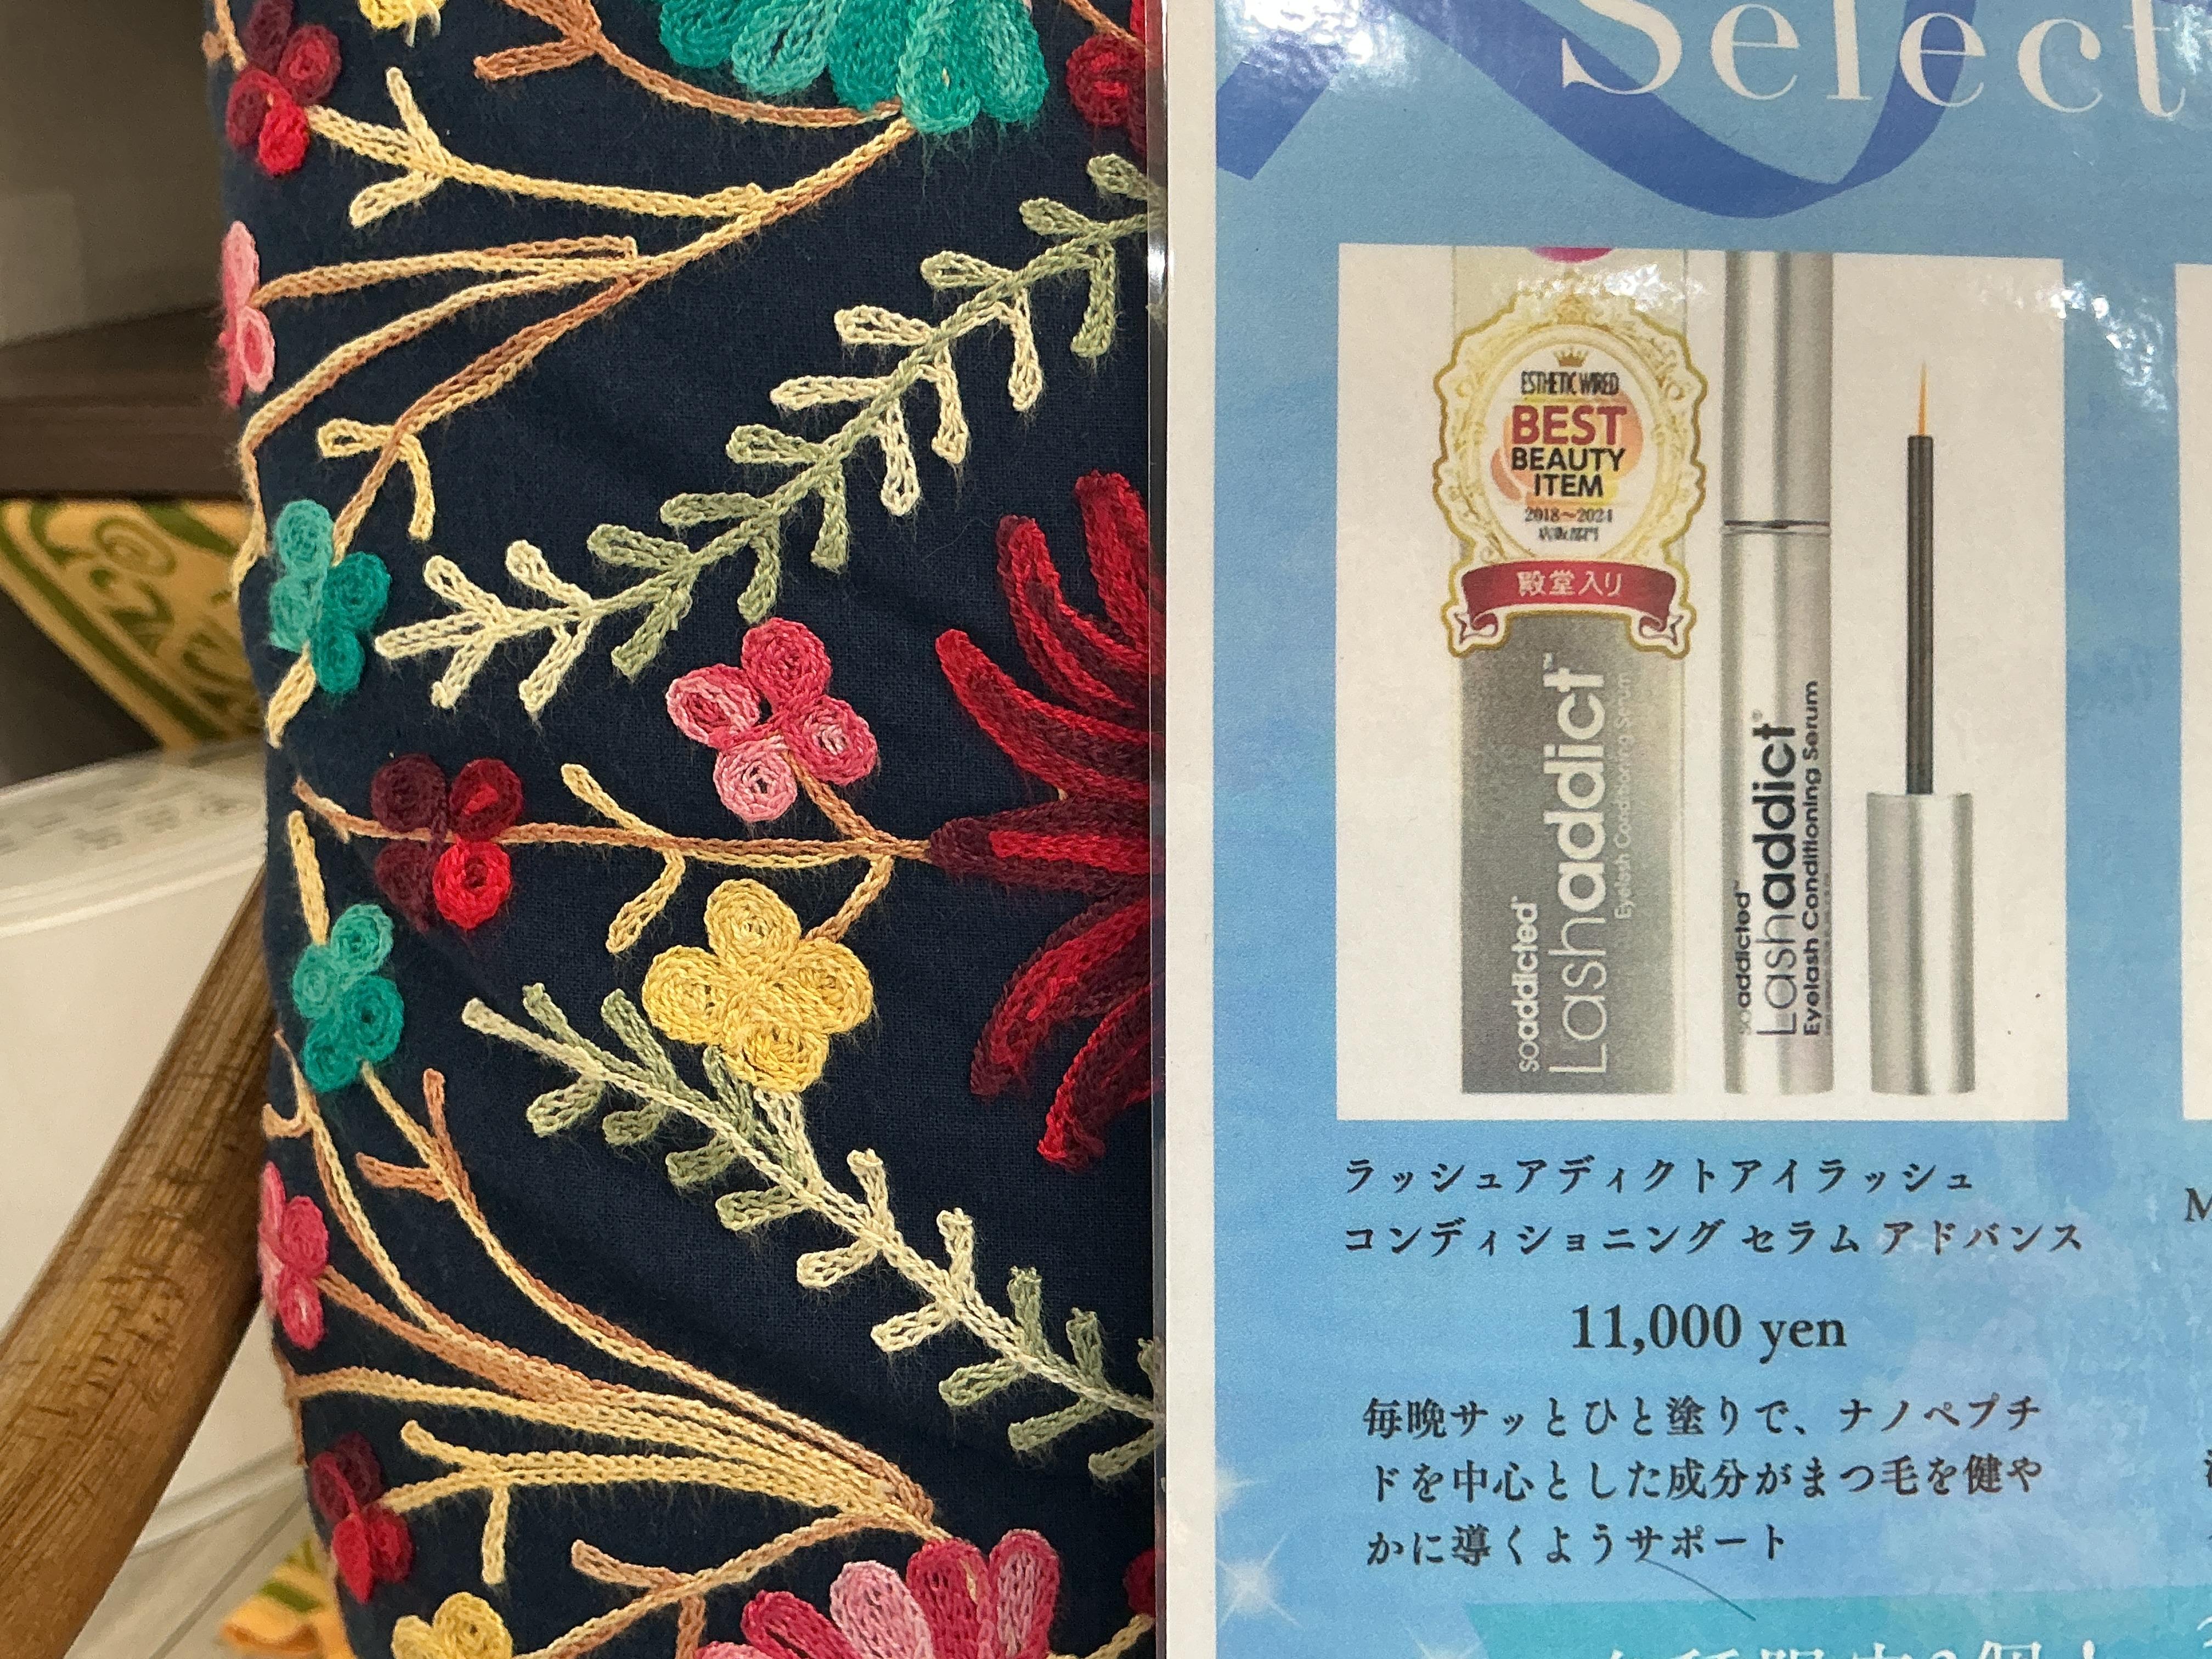 Select
ESTHETIC WIRED
BEST
BEAUTY
ITEM
2018〜2024
殿堂入り
soaddicted™
Lashaddict™
Eyelash Conditioning Serum
soaddicted™
Lashaddict®
Eyelash Conditioning Serum
ラッシュアディクトアイラッシュ
コンディショニング セラム アドバンス
11,000 yen
毎晩サッとひと塗りで、ナノペプチ
ドを中心とした成分がまつ毛を健や
かに導くようサポート
M